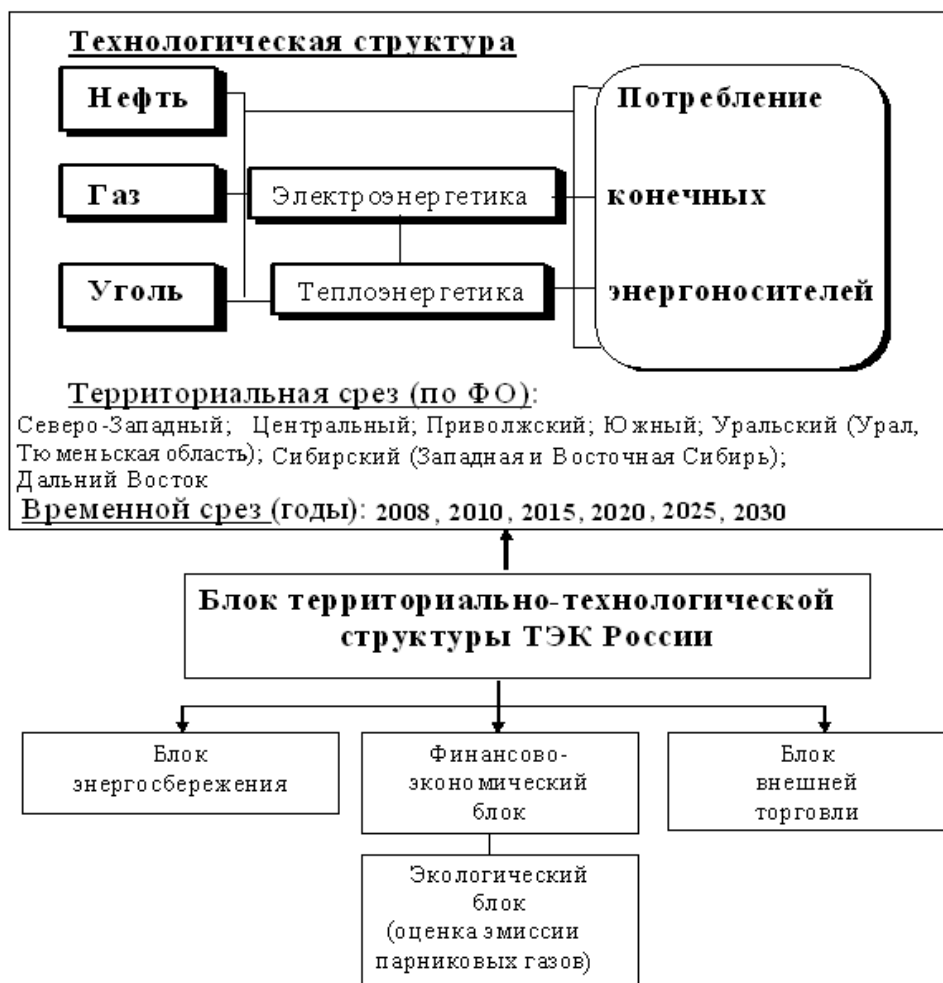 Технологическая структура
Нефть
Потребление
Газ
Электроэнергетика
конечных
Уголь
Теплоэнергетика
энергоносителей
Территориальная срез (по ФО):
Северо-Западный; Центральный; Приволжский; Южный; Уральский (Урал,
Тюменьская область); Сибирский (Западная и Восточная Сибирь);
Дальний Восток
Временной срез (годы): 2008, 2010, 2015, 2020, 2025, 2030
Блок территориально-технологической
структуры ТЭК России
Блок
энергосбережения
Финансово-
экономический
блок
Блок
внешней
торговли
Экологический
блок
(оценка эмиссии
парниковых газов)